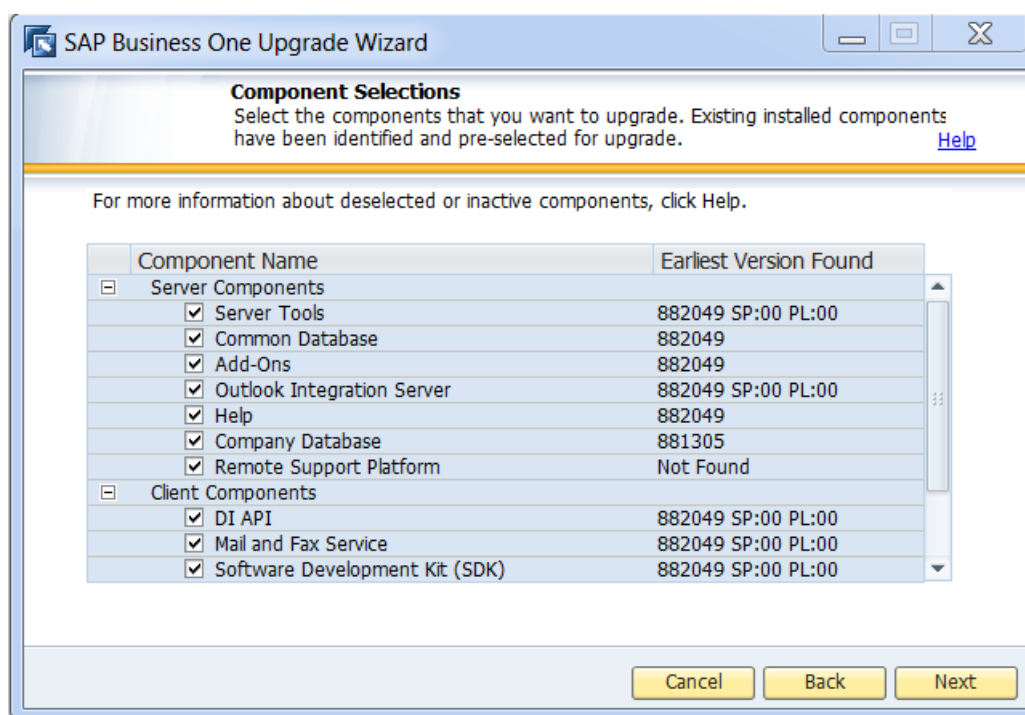 SAP Business One Upgrade Wizard
Component Selections
Select the components that you want to upgrade. Existing installed components
have been identified and pre-selected for upgrade.
Help
For more information about deselected or inactive components, click Help.
Component Name Earliest Version Found
Server Components
Server Tools 882049 SP:00 PL:00
Common Database 882049
Add-Ons 882049
Outlook Integration Server 882049 SP:00 PL:00
Help 882049
Company Database 881305
Remote Support Platform Not Found
Client Components
DI API 882049 SP:00 PL:00
Mail and Fax Service 882049 SP:00 PL:00
Software Development Kit (SDK) 882049 SP:00 PL:00
Cancel Back Next